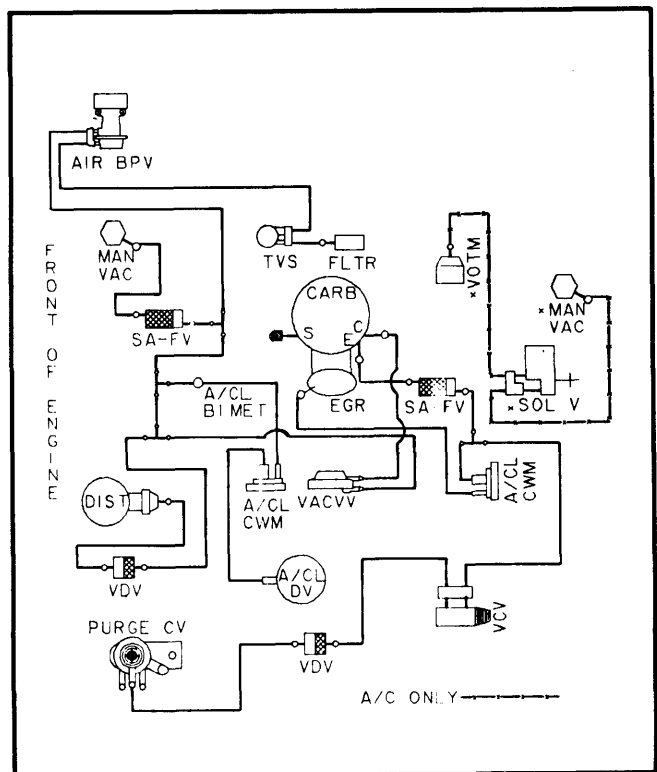 AIR BPV
FRONT OF ENGINE
MAN
VAC
TVS
FLTR
×VOTM
CARB
×MAN
VAC
SA-FV
S
C
E
A/CL
BIMET
EGR
SA-FV
×SOL V
DIST
A/CL
CWM
VACVV
A/CL
CWM
VDV
A/CL
DV
VCV
PURGE CV
VDV
A/C ONLY